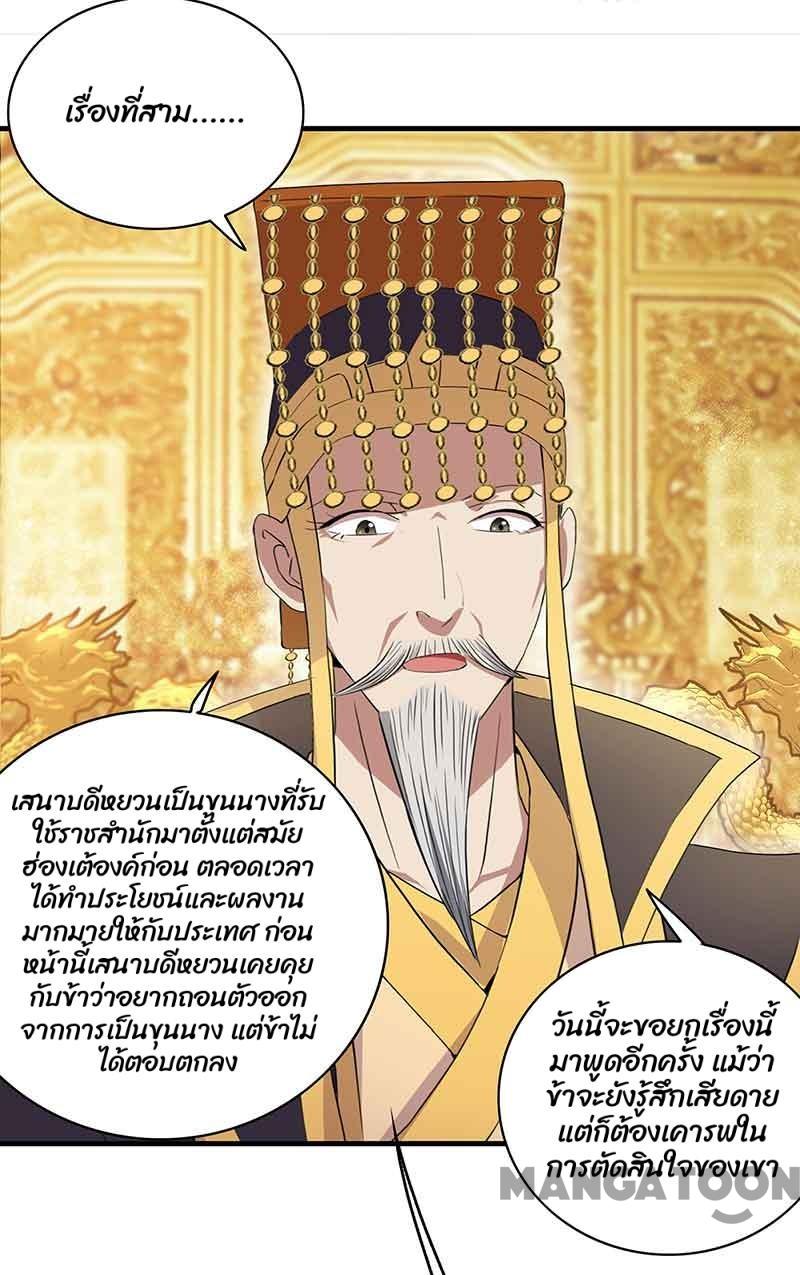 เรื่องที่สาม......
เสนาบดีหยวนเป็นขุนนางที่รับ
ใช้ราชสำนักมาตั้งแต่สมัย
ฮ่องเต้องค์ก่อน ตลอดเวลา
ได้ทำประโยชน์และผลงาน
มากมายให้กับประเทศ ก่อน
หน้านี้เสนาบดีหยวนเคยคุย
กับข้าว่าอยากถอนตัวออก
จากการเป็นขุนนาง แต่ข้าไม่
ได้ตอบตกลง
วันนี้จะขอยกเรื่องนี้
มาพูดอีกครั้ง แม้ว่า
ข้าจะยังรู้สึกเสียดาย
แต่ก็ต้องเคารพใน
การตัดสินใจของเขา
MANGATOON